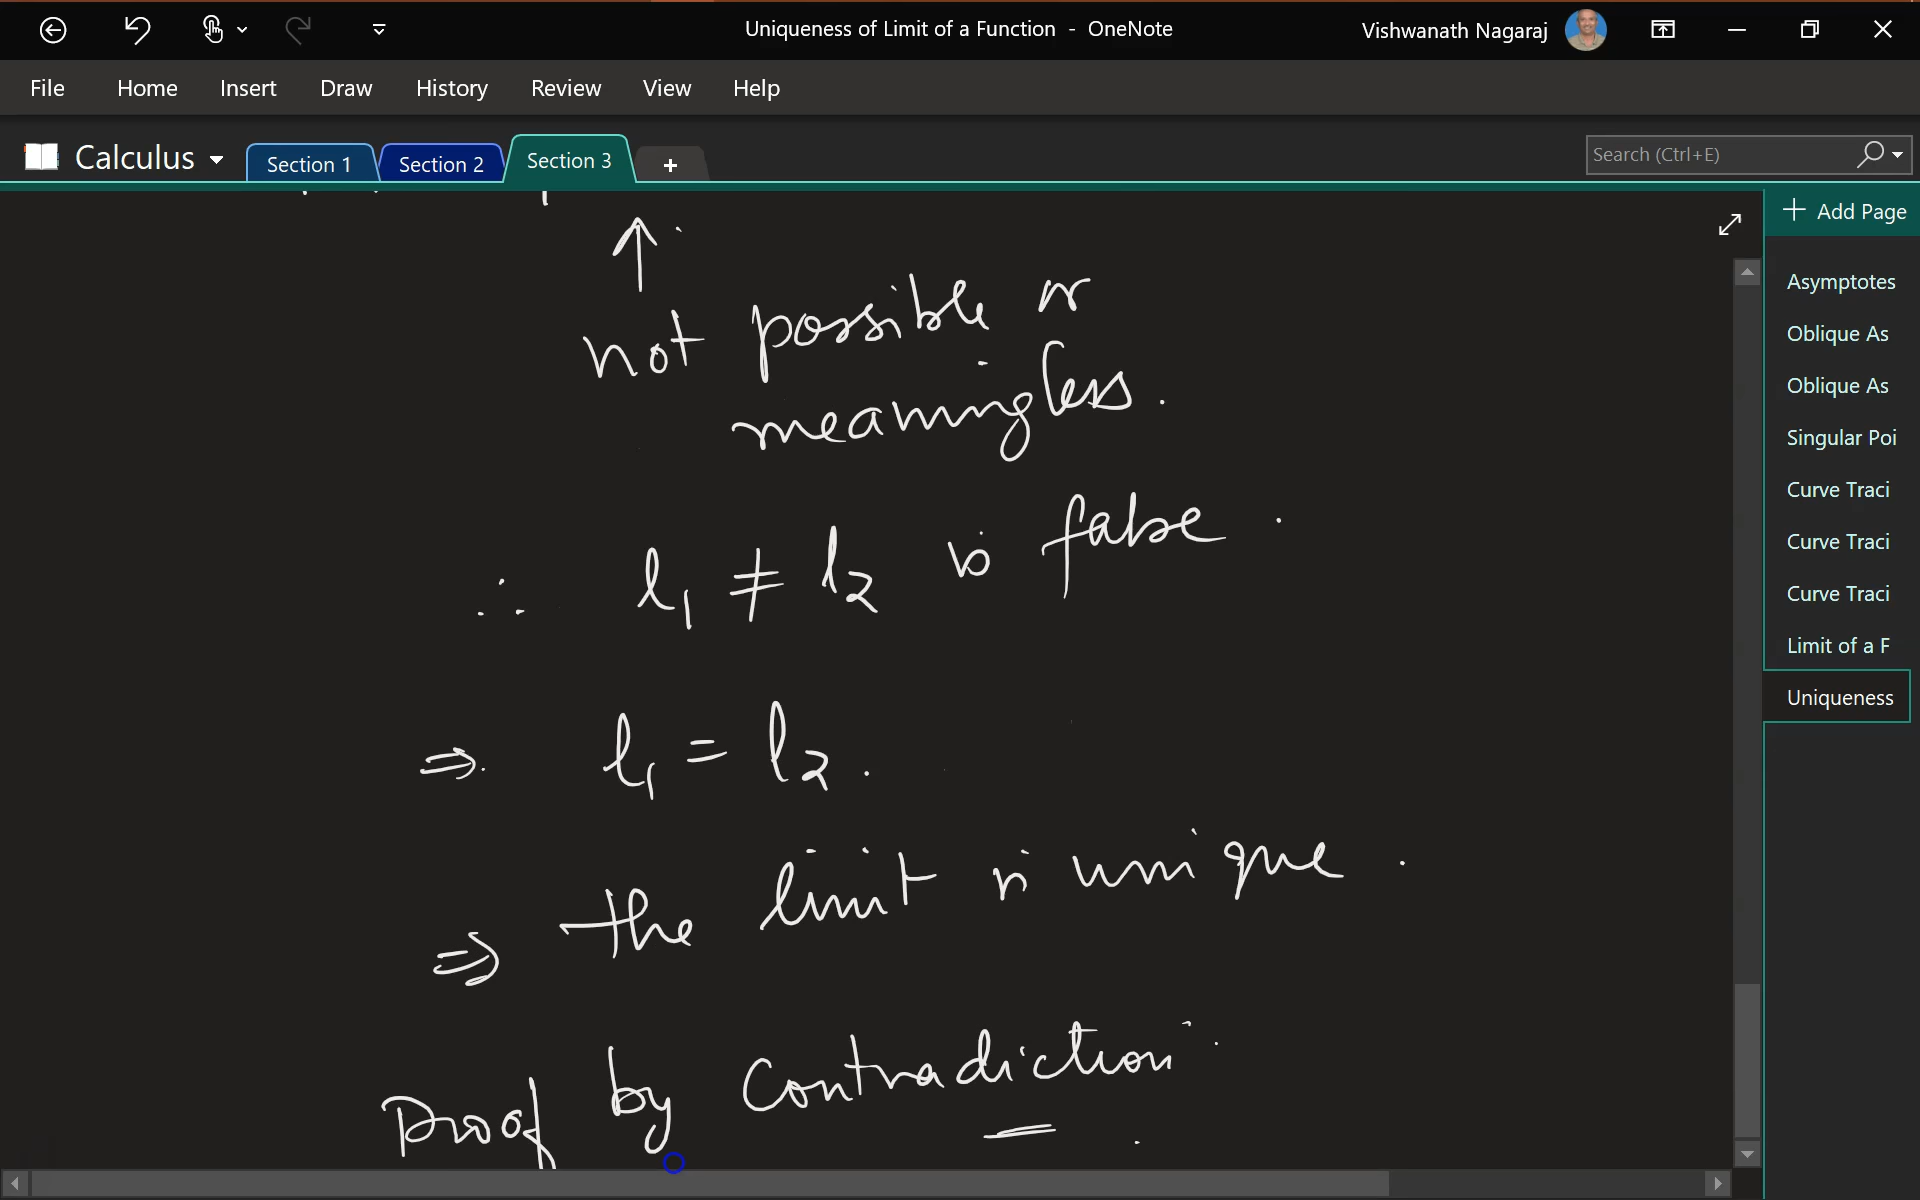 Uniqueness of Limit of a Function - OneNote
Vishwanath Nagaraj
File Home Insert Draw History Review View Help
Calculus Section 1 Section 2 Section 3 +
Search (Ctrl+E)
Add Page
Asymptotes
Oblique As
Oblique As
Singular Poi
Curve Traci
Curve Traci
Curve Traci
Limit of a F
Uniqueness
↑
not possible or
meaningless.
∴ l₁ ≠ l₂ is false.
⇒ l₁ = l₂.
⇒ the limit is unique.
Proof by Contradiction.